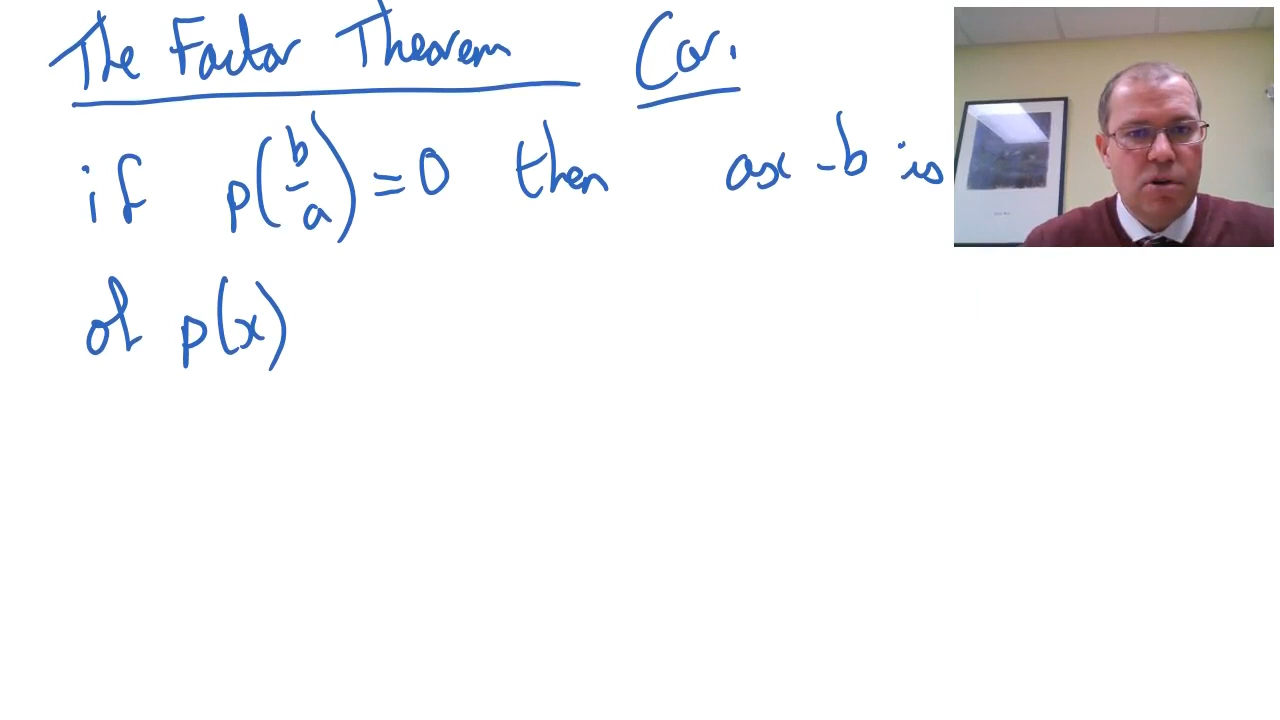 The Factor Theorem Cor.
if p(b/a) = 0 then ax - b is
of p(x)